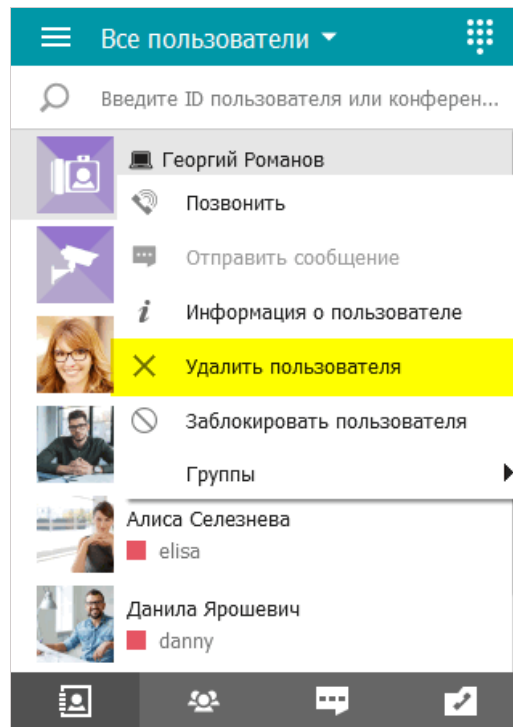 Все пользователи
Введите ID пользователя или конферен...
Георгий Романов
Позвонить
Отправить сообщение
Информация о пользователе
Удалить пользователя
Заблокировать пользователя
Группы
Алиса Селезнева
elisa
Данила Ярошевич
danny